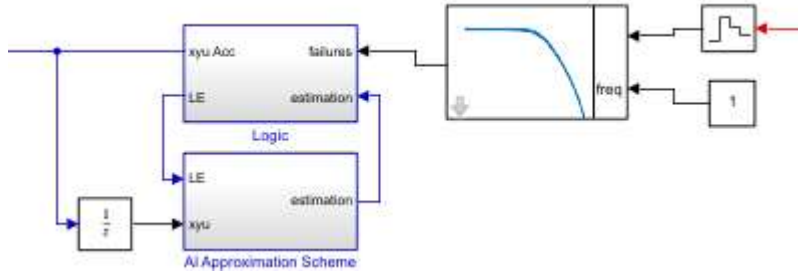 xyu Acc
failures
LE
estimation
Logic
freq
1
LE
estimation
xyu
AI Approximation Scheme